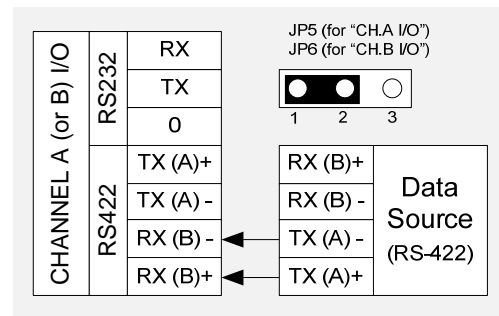 JP5 (for "CH.A I/O")
JP6 (for "CH.B I/O")
1 2 3
CHANNEL A (or B) I/O
RS232
RX
TX
0
RS422
TX (A)+
TX (A) -
RX (B) -
RX (B)+
RX (B)+
RX (B) -
TX (A) -
TX (A)+
Data
Source
(RS-422)